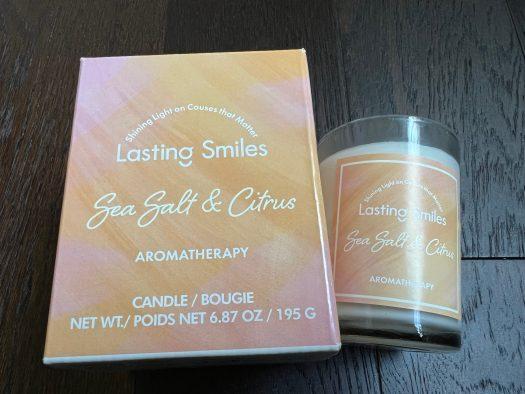 Shining Light on Causes that Matter
Lasting Smiles
Sea Salt & Citrus
AROMATHERAPY
CANDLE / BOUGIE
NET WT./ POIDS NET 6.87 OZ / 195 G
Shining Light on Causes that Matter
Lasting Smiles
Sea Salt & Citrus
AROMATHERAPY